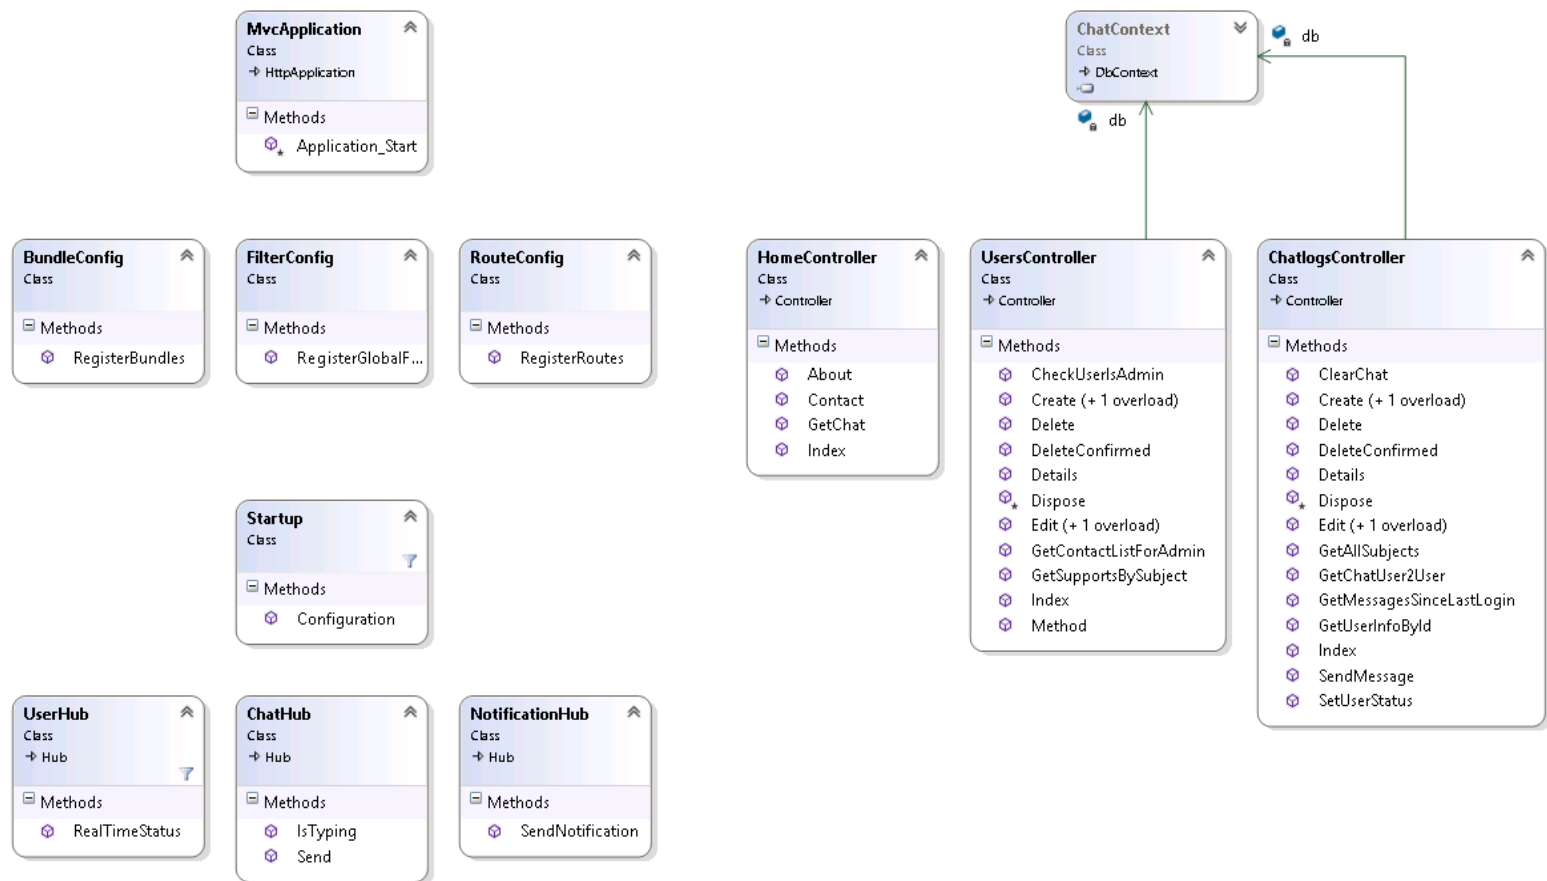 MvcApplication
Class
HttpApplication
Methods
Application_Start
ChatContext
Class
DbContext
db
db
BundleConfig
Class
Methods
RegisterBundles
FilterConfig
Class
Methods
RegisterGlobalF...
RouteConfig
Class
Methods
RegisterRoutes
HomeController
Class
Controller
Methods
About
Contact
GetChat
Index
UsersController
Class
Controller
Methods
CheckUserIsAdmin
Create (+ 1 overload)
Delete
DeleteConfirmed
Details
Dispose
Edit (+ 1 overload)
GetContactListForAdmin
GetSupportsBySubject
Index
Method
ChatlogsController
Class
Controller
Methods
ClearChat
Create (+ 1 overload)
Delete
DeleteConfirmed
Details
Dispose
Edit (+ 1 overload)
GetAllSubjects
GetChatUser2User
GetMessagesSinceLastLogin
GetUserInfoById
Index
SendMessage
SetUserStatus
Startup
Class
Methods
Configuration
UserHub
Class
Hub
Methods
RealTimeStatus
ChatHub
Class
Hub
Methods
IsTyping
Send
NotificationHub
Class
Hub
Methods
SendNotification